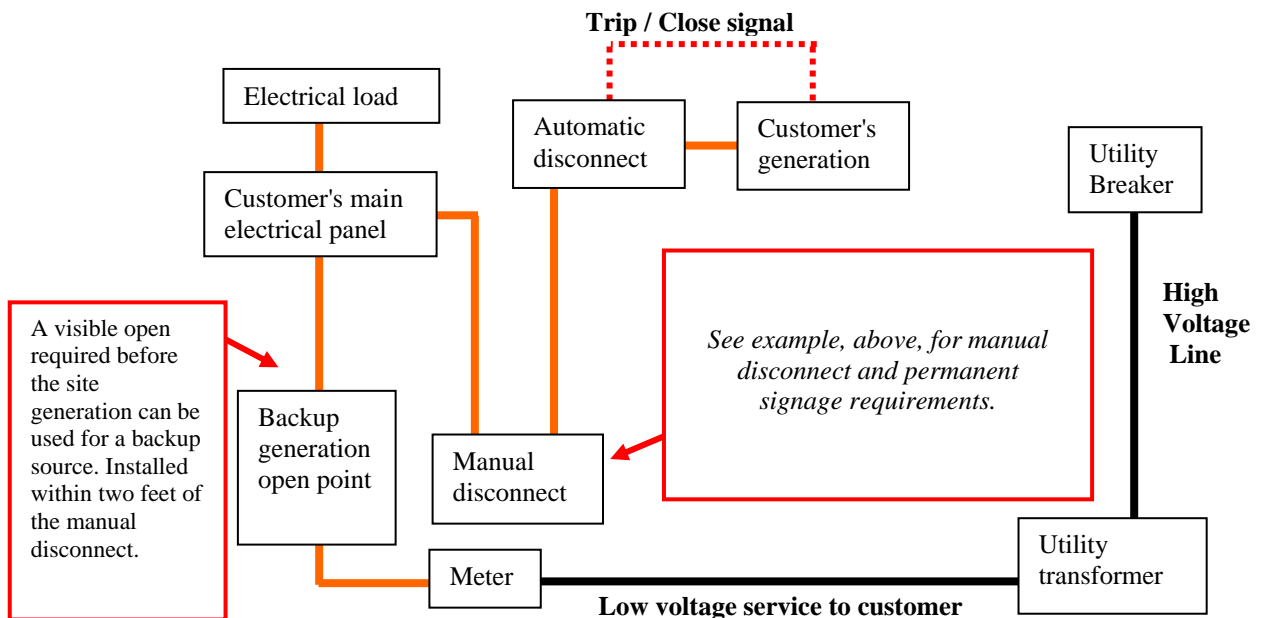 Trip / Close signal
Electrical load
Automatic
disconnect
Customer's
generation
Utility
Breaker
Customer's main
electrical panel
High
Voltage
Line
A visible open
required before
the site
generation can be
used for a backup
source. Installed
within two feet of
the manual
disconnect.
See example, above, for manual
disconnect and permanent
signage requirements.
Backup
generation
open point
Manual
disconnect
Utility
transformer
Meter
Low voltage service to customer